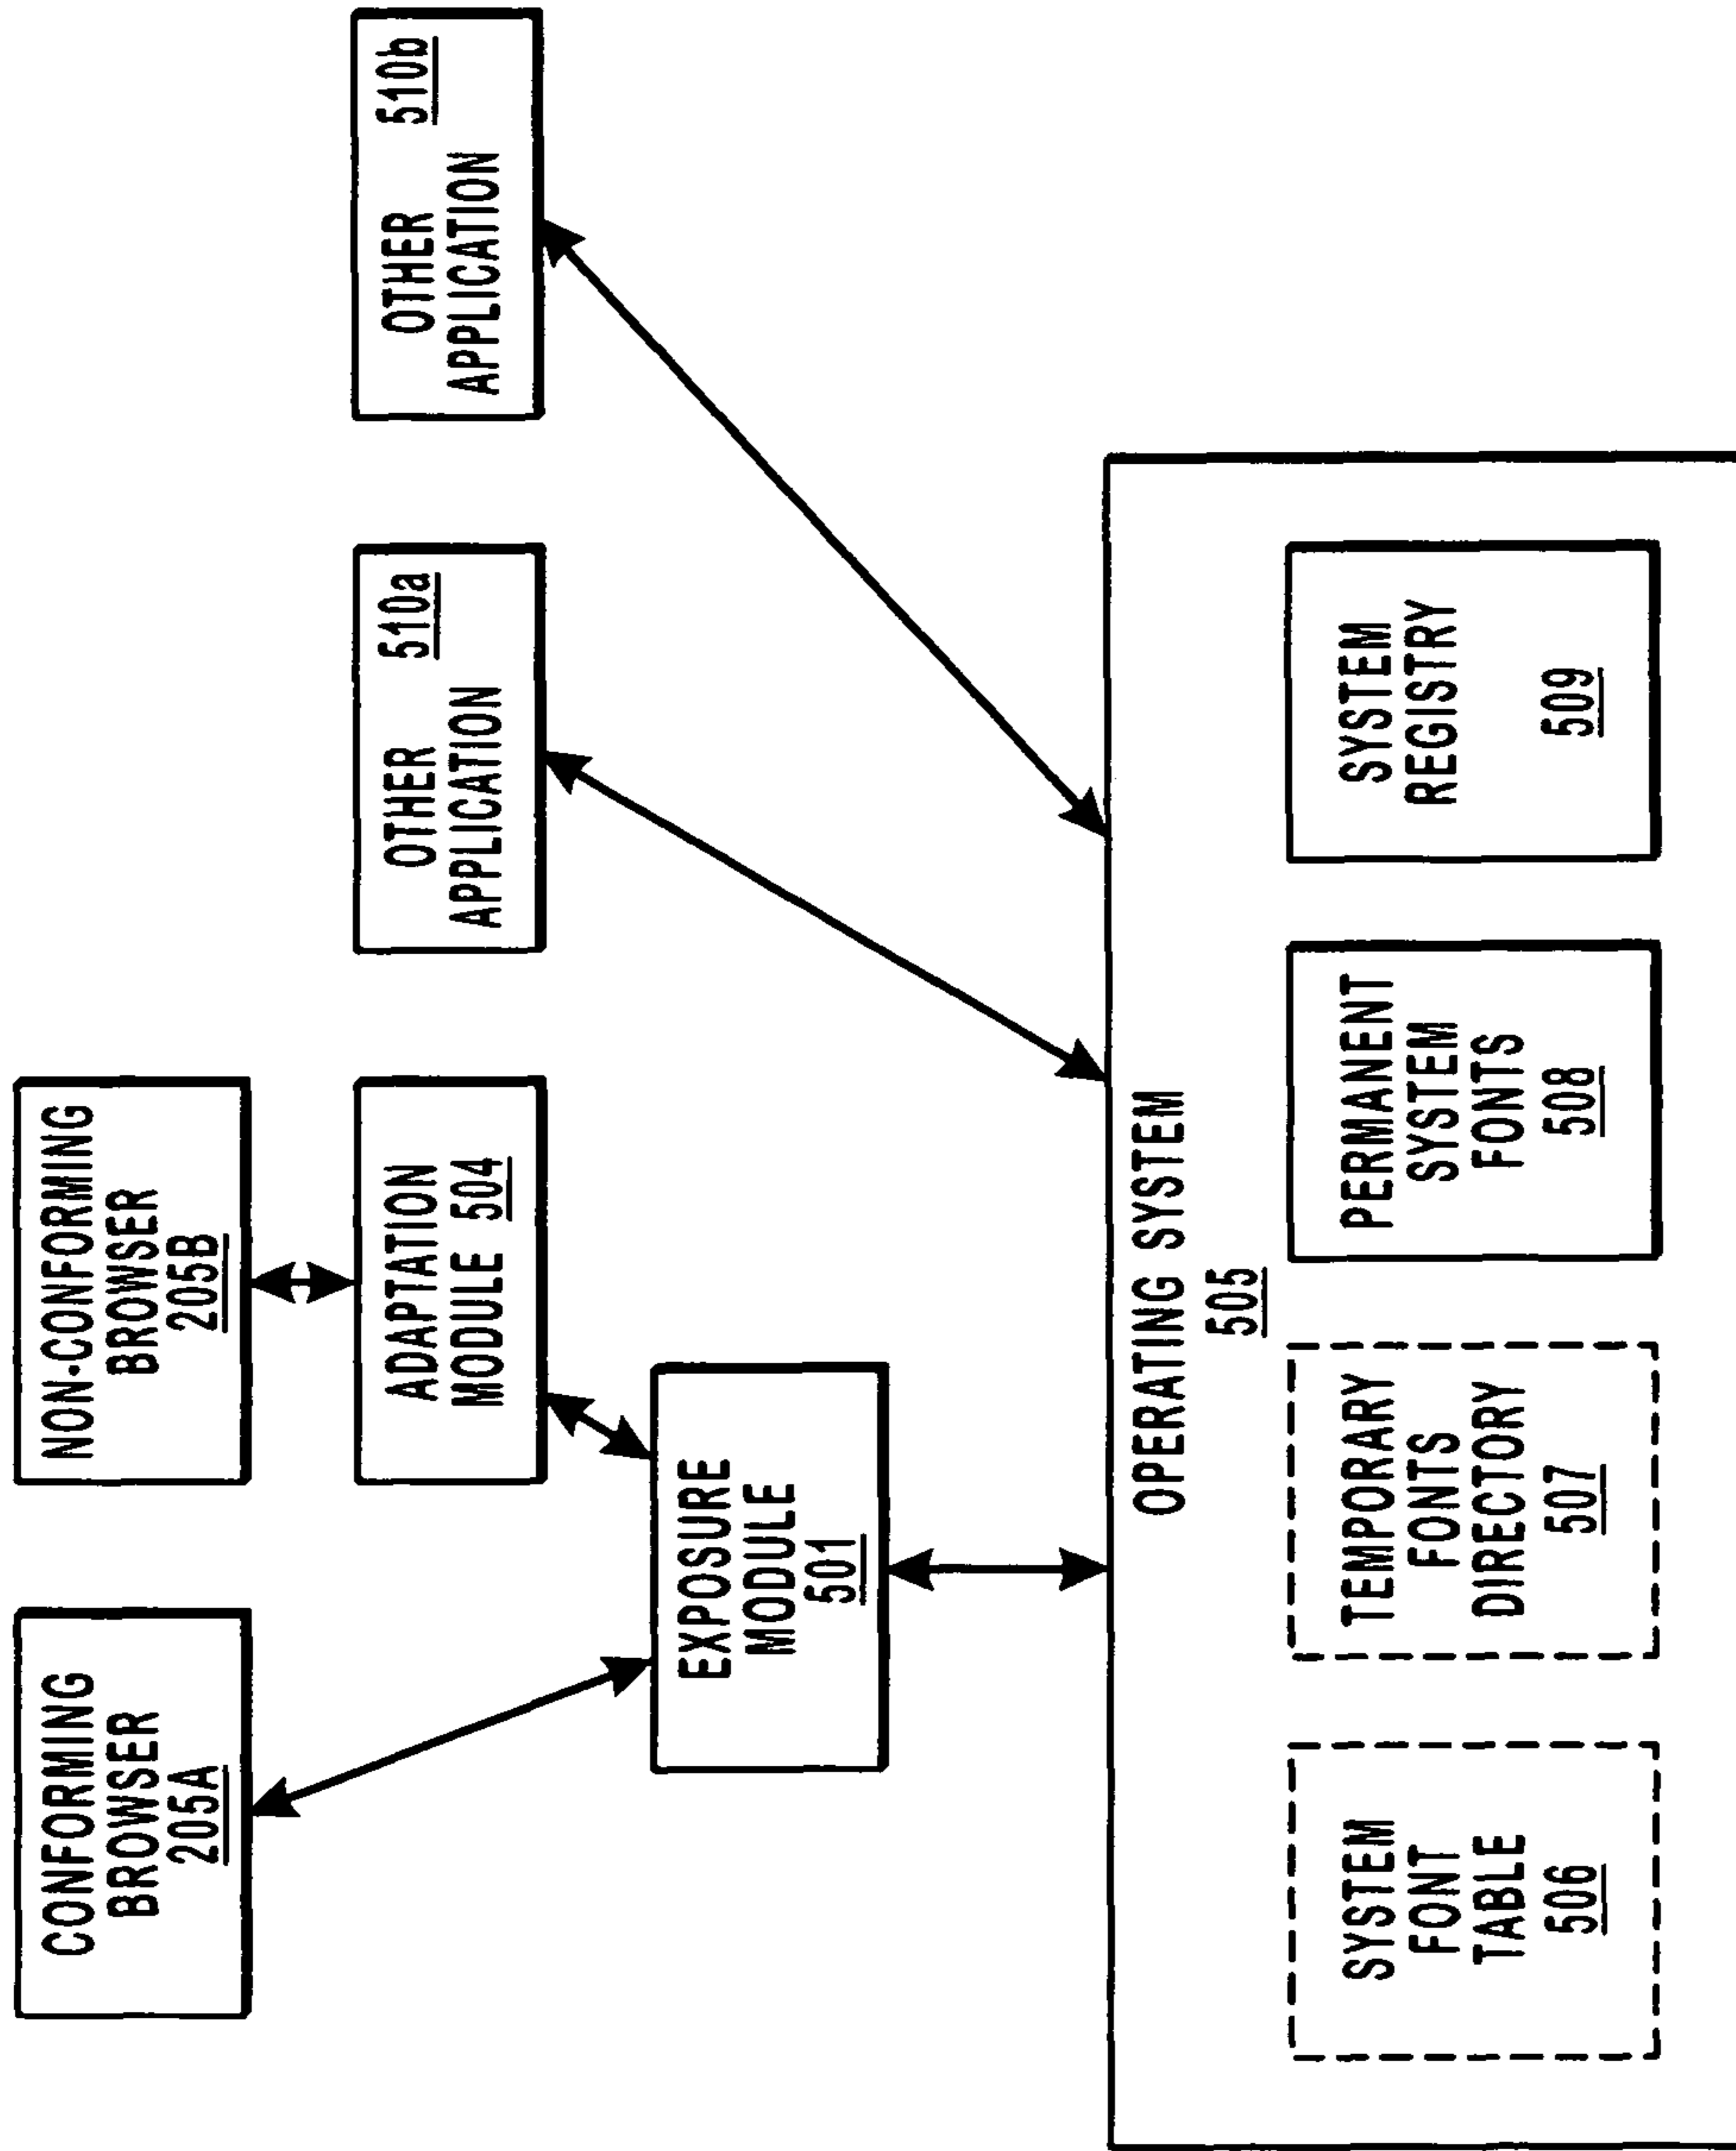 CONFORMING
BROWSER
205A
NON-CONFORMING
BROWSER
205B
ADAPTATION
MODULE 504
OTHER 510a
APPLICATION
OTHER 510b
APPLICATION
EXPOSURE
MODULE
501
OPERATING SYSTEM
505
SYSTEM
FONT
TABLE
506
TEMPORARY
FONTS
DIRECTORY
507
PERMANENT
SYSTEM
FONTS
508
SYSTEM
REGISTRY
509